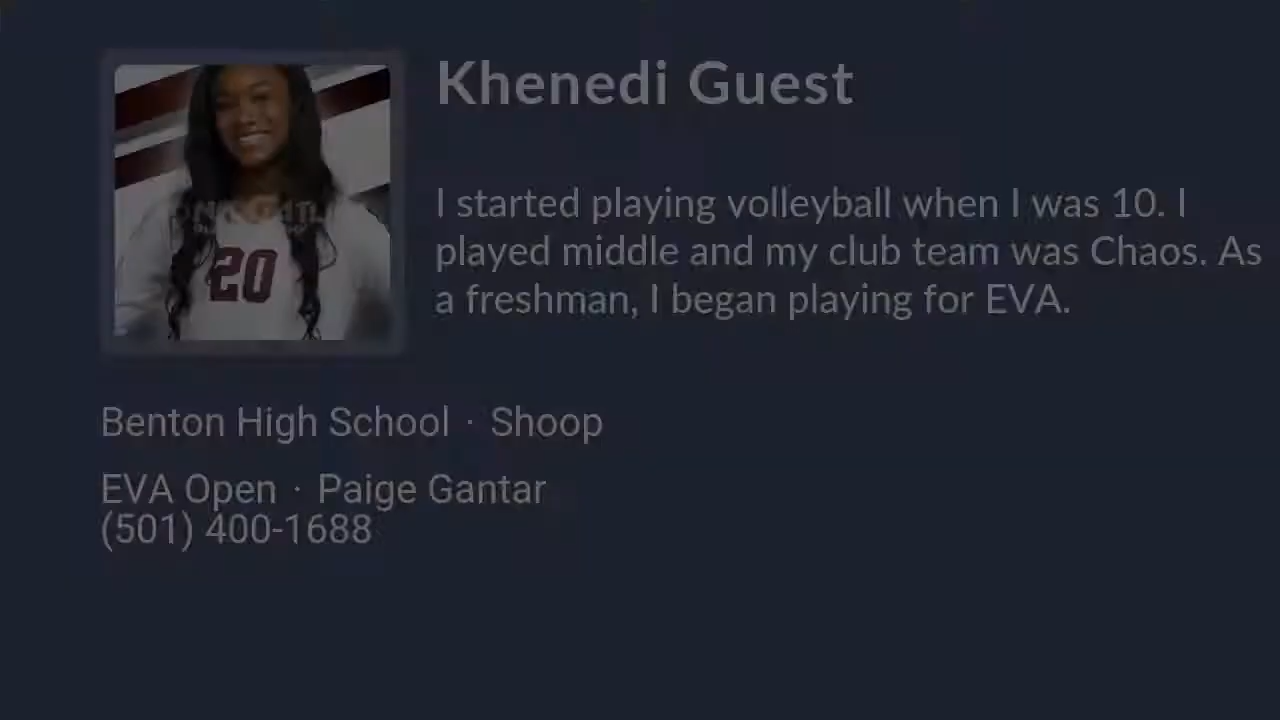 Khenedi Guest
I started playing volleyball when I was 10. I
played middle and my club team was Chaos. As
a freshman, I began playing for EVA.
20
Benton High School · Shoop
EVA Open · Paige Gantar
(501) 400-1688